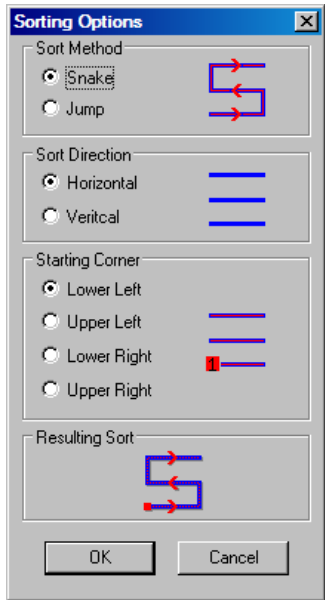 Sorting Options
Sort Method
Snake
Jump
Sort Direction
Horizontal
Veritcal
Starting Corner
Lower Left
Upper Left
Lower Right
1
Upper Right
Resulting Sort
OK Cancel